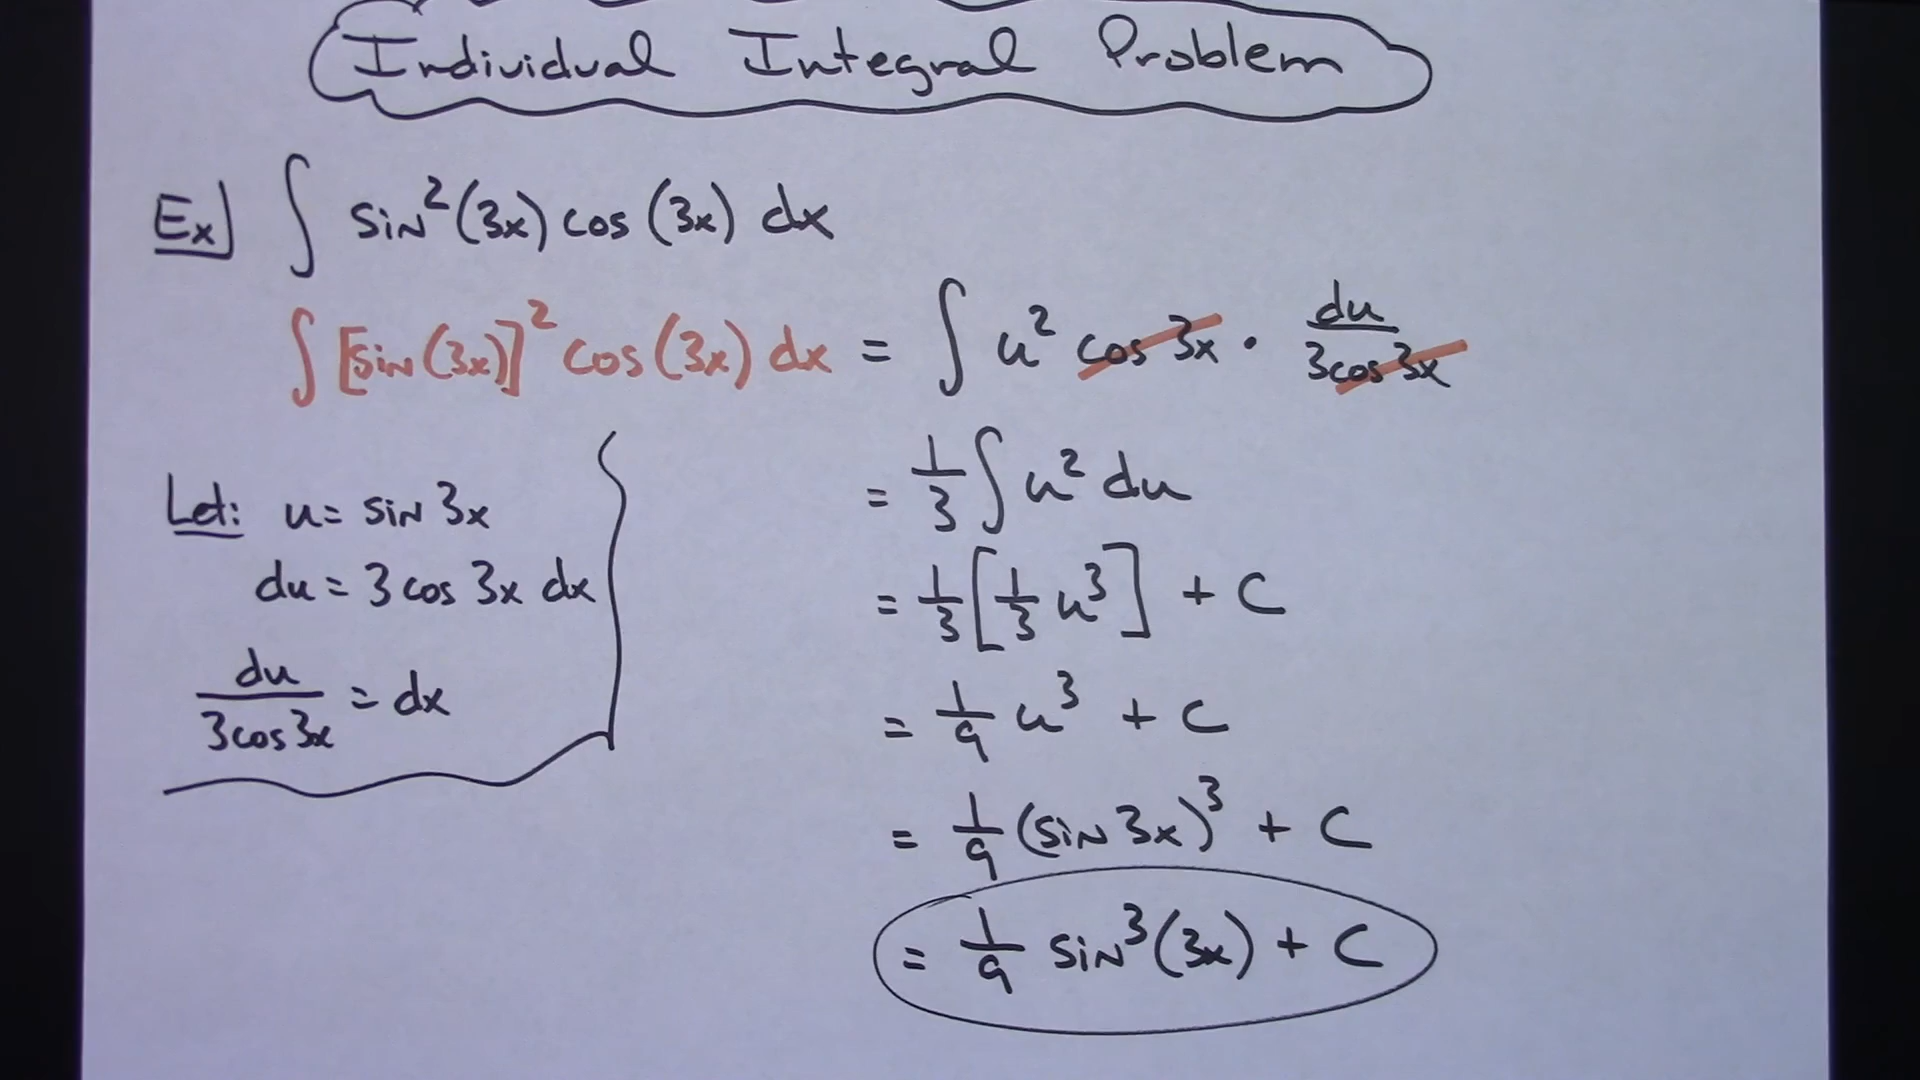 Individual Integral Problem
Ex] ∫ sin²(3x) cos(3x) dx
∫ [sin(3x)]² cos(3x) dx = ∫ u² cos 3x · du/3cos 3x
Let: u = sin 3x
du = 3 cos 3x dx
du/3cos3x = dx
= 1/3 ∫ u² du
= 1/3 [1/3 u³] + C
= 1/9 u³ + C
= 1/9 (sin 3x)³ + C
= 1/9 sin³(3x) + C